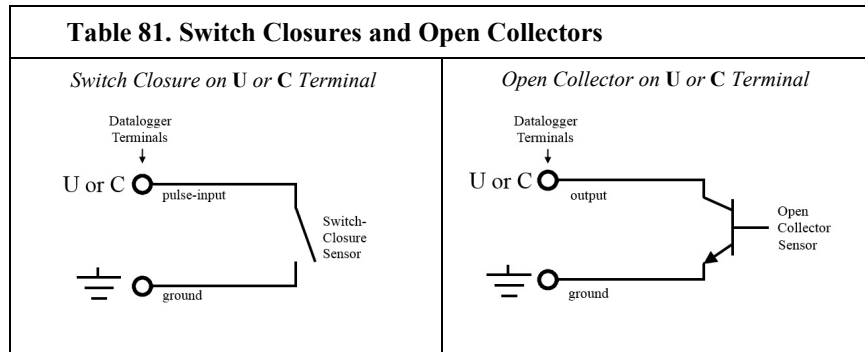 Table 81. Switch Closures and Open Collectors
Switch Closure on U or C Terminal
Datalogger
Terminals
U or C
pulse-input
Switch-
Closure
Sensor
ground
Open Collector on U or C Terminal
Datalogger
Terminals
U or C
output
Open
Collector
Sensor
ground